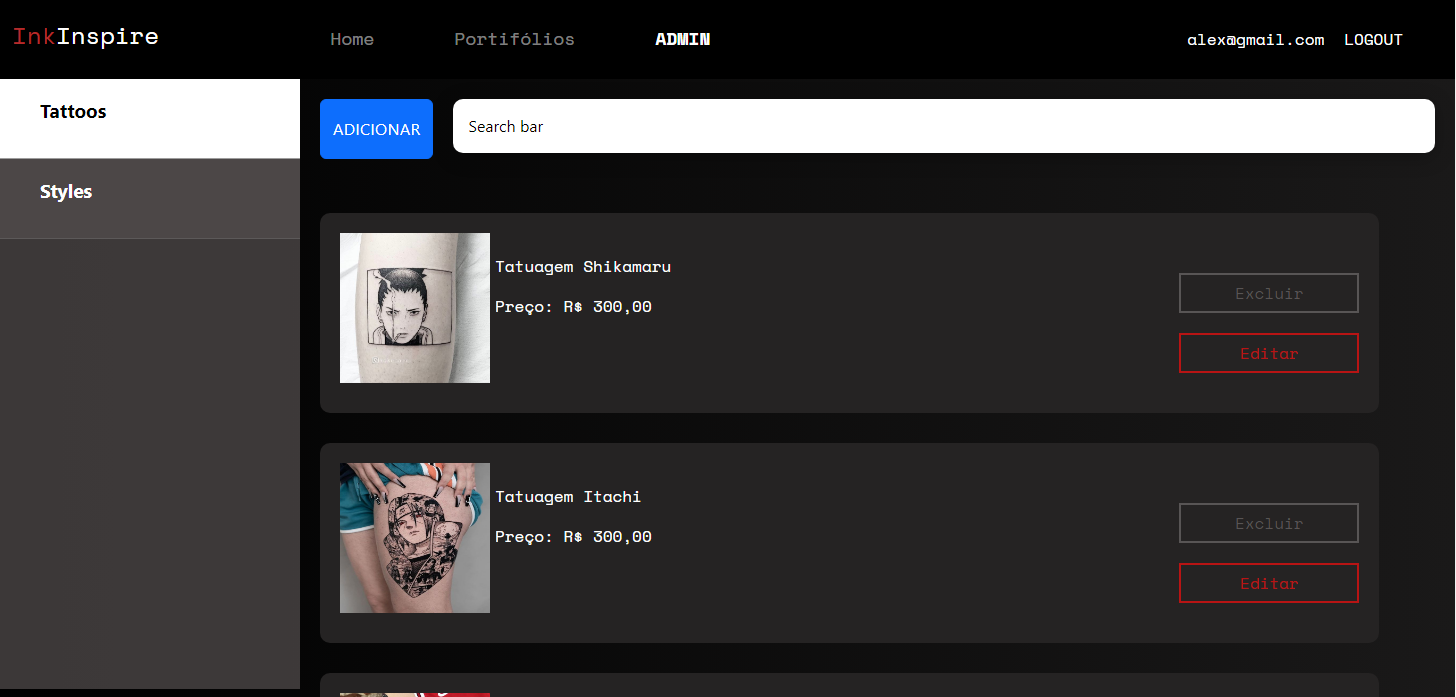 InkInspire
Home
Portifólios
ADMIN
alex@gmail.com
LOGOUT
Tattoos
Styles
ADICIONAR
Search bar
Tatuagem Shikamaru
Preço: R$ 300,00
Excluir
Editar
Tatuagem Itachi
Preço: R$ 300,00
Excluir
Editar